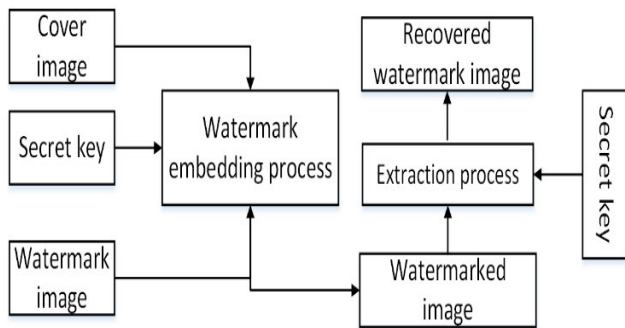 Cover
image
Secret key
Watermark
image
Watermark
embedding process
Recovered
watermark image
Extraction process
Watermarked
image
Secret key